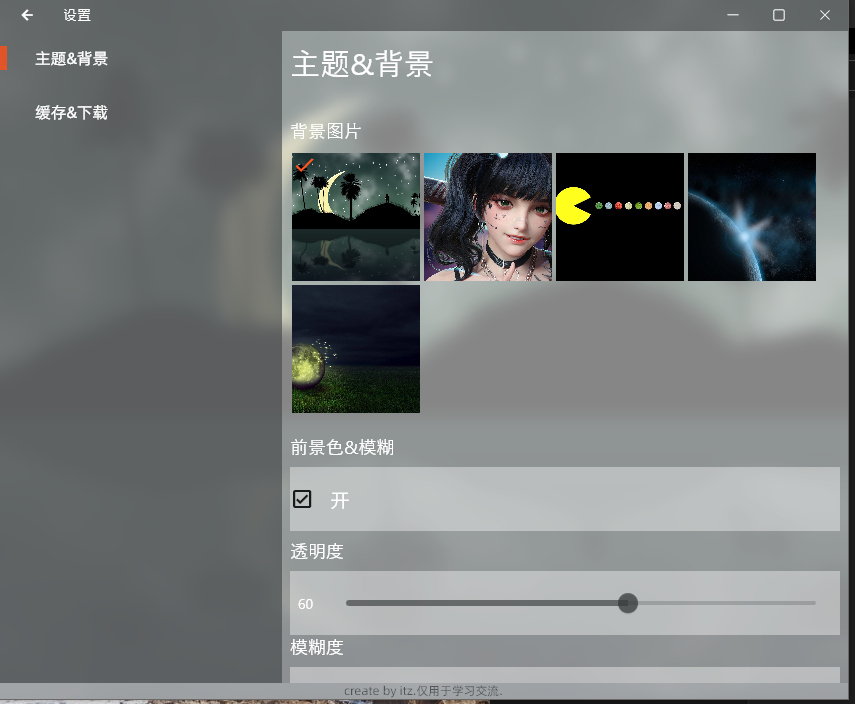 设置
主题&背景
缓存&下载
主题&背景
背景图片
前景色&模糊
开
透明度
60
模糊度
create by itz.仅用于学习交流.